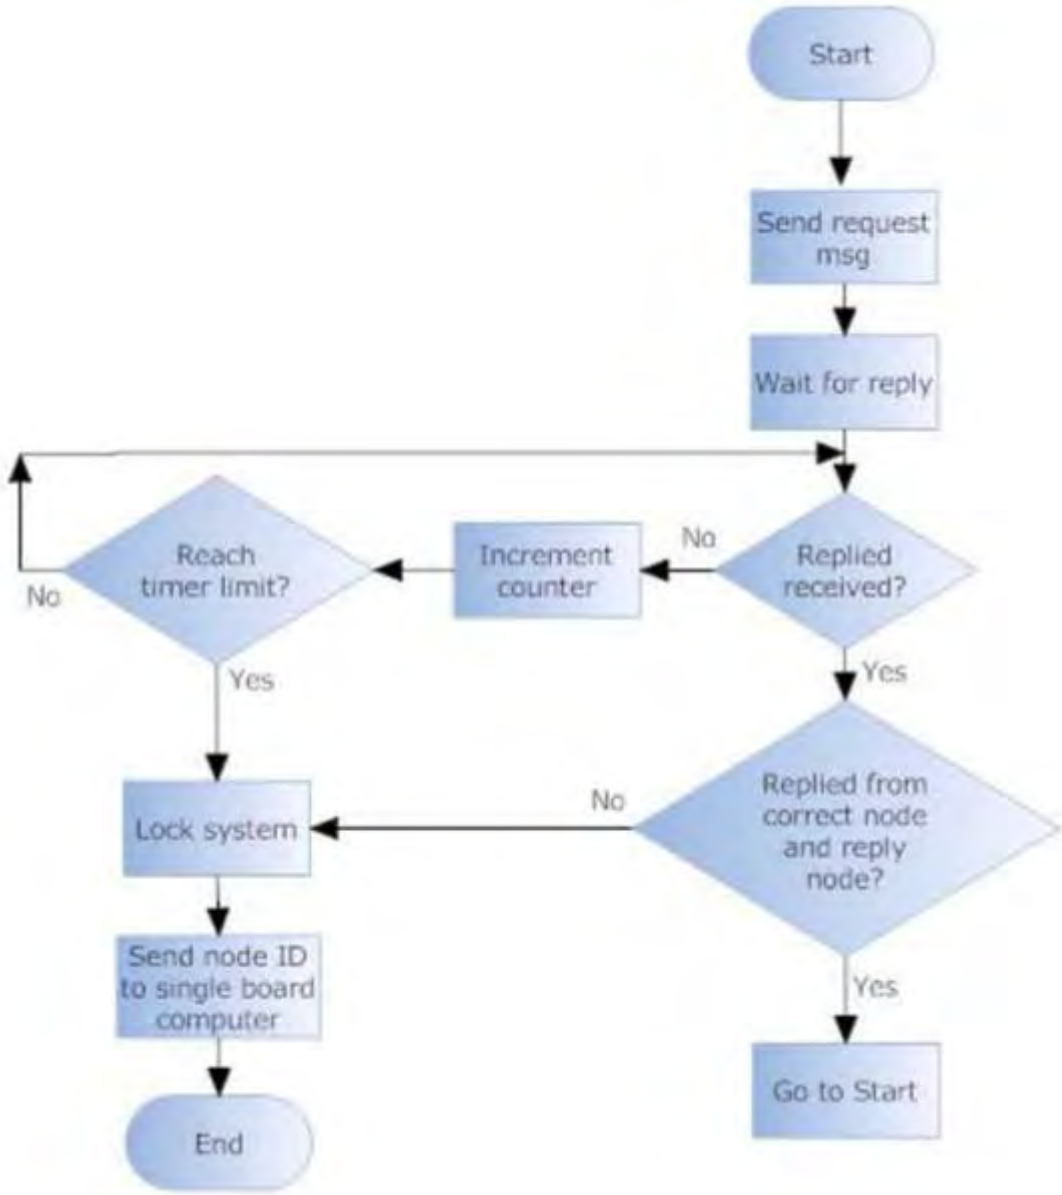 Start
Send request
msg
Wait for reply
Replied
received?
No
Increment
counter
Reach
timer limit?
No
Yes
Yes
Replied from
correct node
and reply
node?
No
Lock system
Send node ID
to single board
computer
Yes
Go to Start
End